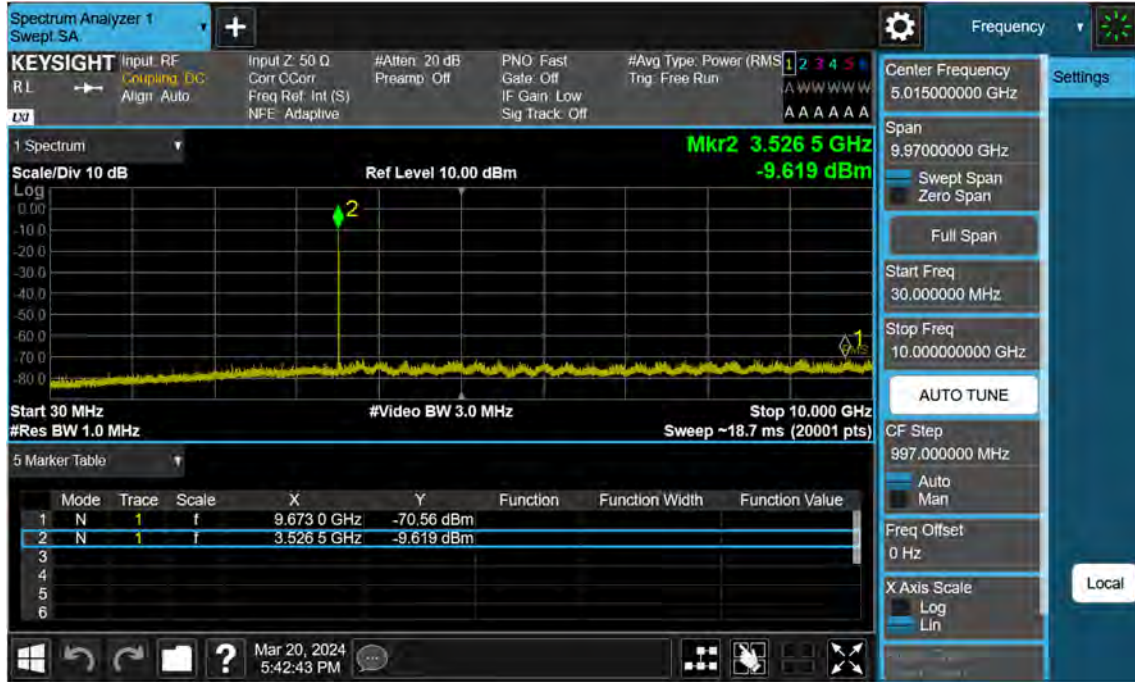 Spectrum Analyzer 1
Swept SA
+
Frequency
KEYSIGHT
RL
LXI
Input: RF
Coupling: DC
Align: Auto
Input Z: 50 Ω
Corr CCorr
Freq Ref: Int (S)
NFE: Adaptive
#Atten: 20 dB
Preamp: Off
PNO: Fast
Gate: Off
IF Gain: Low
Sig Track: Off
#Avg Type: Power (RMS
Trig: Free Run
1 2 3 4 5 6
A W W W W W
A A A A A A
1 Spectrum
Scale/Div 10 dB
Ref Level 10.00 dBm
Mkr2 3.526 5 GHz
-9.619 dBm
Log
0.00
-10.0
-20.0
-30.0
-40.0
-50.0
-60.0
-70.0
-80.0
2
1
RMS
Start 30 MHz
#Video BW 3.0 MHz
Stop 10.000 GHz
#Res BW 1.0 MHz
Sweep ~18.7 ms (20001 pts)
5 Marker Table
Mode Trace Scale X Y Function Function Width Function Value
1 N 1 f 9.673 0 GHz -70.56 dBm
2 N 1 f 3.526 5 GHz -9.619 dBm
3
4
5
6
?
Mar 20, 2024
5:42:43 PM
Center Frequency
5.015000000 GHz
Span
9.97000000 GHz
Swept Span
Zero Span
Full Span
Start Freq
30.000000 MHz
Stop Freq
10.000000000 GHz
AUTO TUNE
CF Step
997.000000 MHz
Auto
Man
Freq Offset
0 Hz
X Axis Scale
Log
Lin
Settings
Local